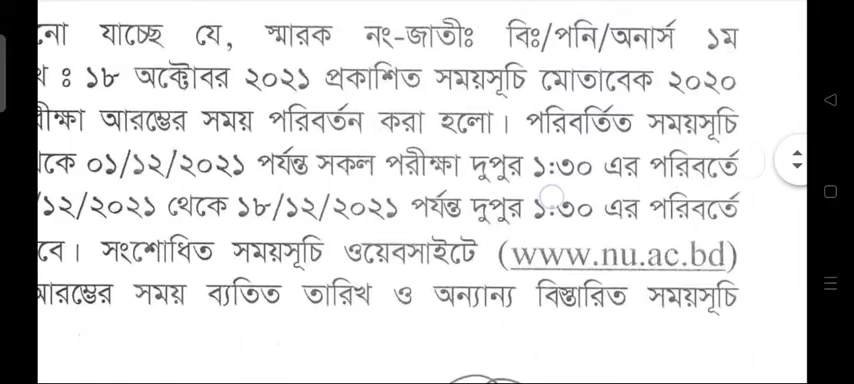 নো যাচ্ছে যে, স্মারক নং-জাতীঃ বিঃ/পনি/অনার্স ১ম
ঃ ১৮ অক্টোবর ২০২১ প্রকাশিত সময়সূচি মোতাবেক ২০২০
ীক্ষা আরম্ভের সময় পরিবর্তন করা হলো। পরিবর্তিত সময়সূচি
কে ০১/১২/২০২১ পর্যন্ত সকল পরীক্ষা দুপুর ১:৩০ এর পরিবর্তে
/১২/২০২১ থেকে ১৮/১২/২০২১ পর্যন্ত দুপুর ১:৩০ এর পরিবর্তে
বে। সংশোধিত সময়সূচি ওয়েবসাইটে (www.nu.ac.bd)
আরম্ভের সময় ব্যতিত তারিখ ও অন্যান্য বিস্তারিত সময়সূচি